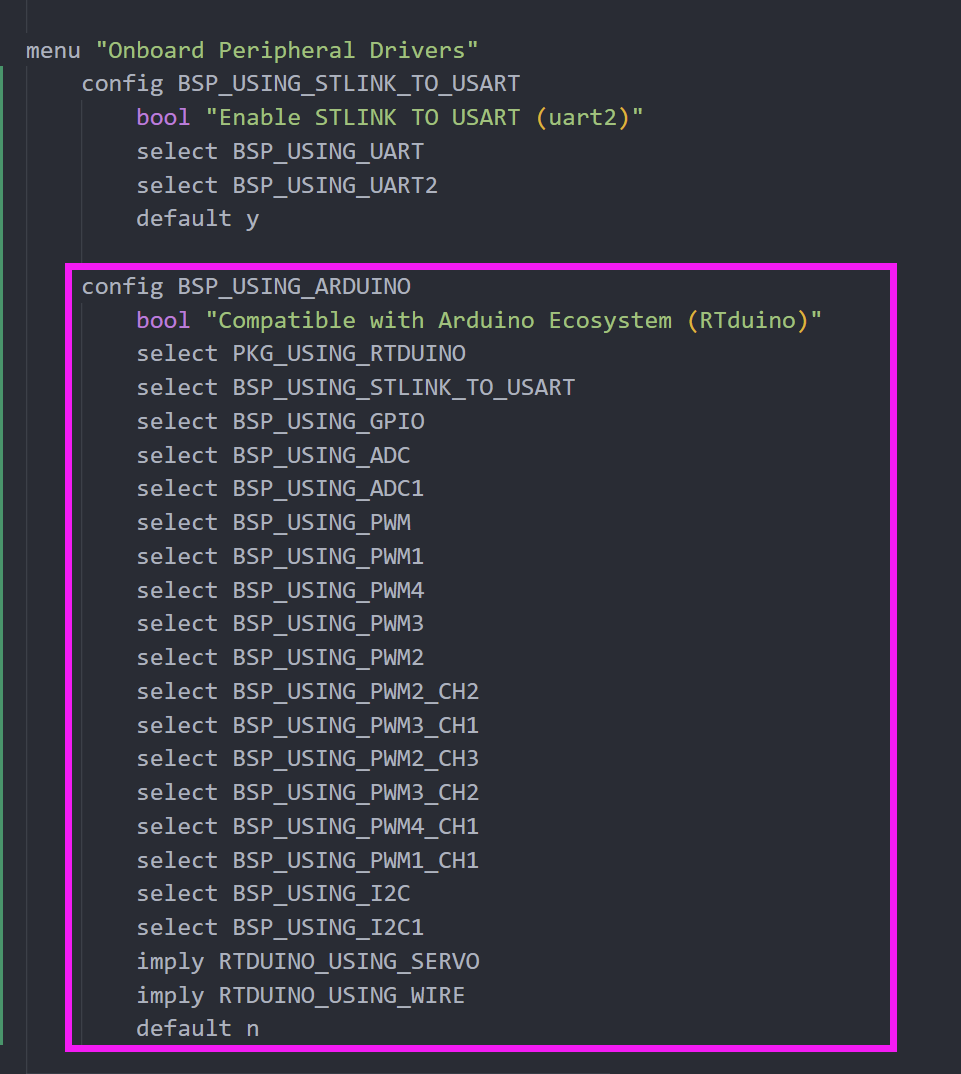 menu "Onboard Peripheral Drivers"
config BSP_USING_STLINK_TO_USART
bool "Enable STLINK TO USART (uart2)"
select BSP_USING_UART
select BSP_USING_UART2
default y
config BSP_USING_ARDUINO
bool "Compatible with Arduino Ecosystem (RTduino)"
select PKG_USING_RTDUINO
select BSP_USING_STLINK_TO_USART
select BSP_USING_GPIO
select BSP_USING_ADC
select BSP_USING_ADC1
select BSP_USING_PWM
select BSP_USING_PWM1
select BSP_USING_PWM4
select BSP_USING_PWM3
select BSP_USING_PWM2
select BSP_USING_PWM2_CH2
select BSP_USING_PWM3_CH1
select BSP_USING_PWM2_CH3
select BSP_USING_PWM3_CH2
select BSP_USING_PWM4_CH1
select BSP_USING_PWM1_CH1
select BSP_USING_I2C
select BSP_USING_I2C1
imply RTDUINO_USING_SERVO
imply RTDUINO_USING_WIRE
default n